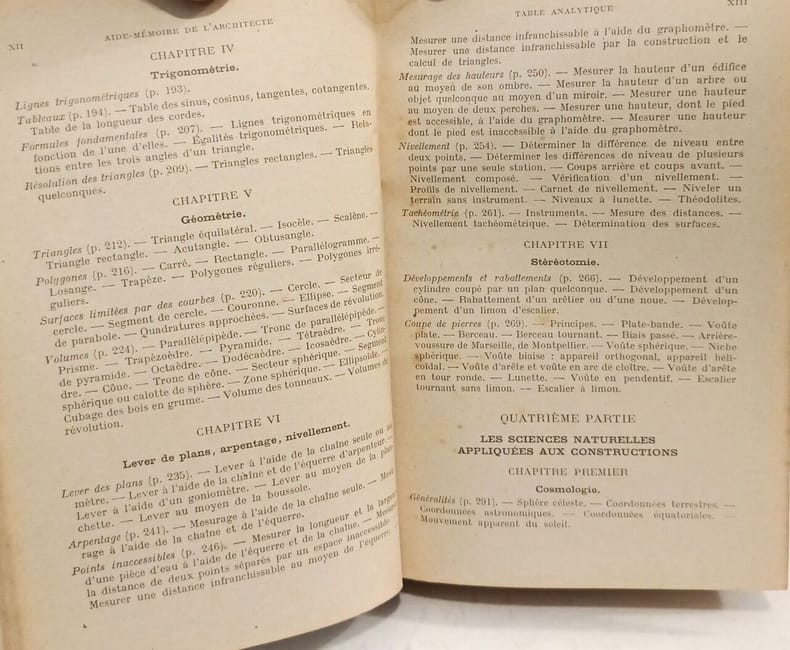 XII
AIDE-MÉMOIRE DE L'ARCHITECTE
CHAPITRE IV
Trigonométrie.
Lignes trigonométriques (p. 193).
Tableaux (p. 194). — Table des sinus, cosinus, tangentes, cotangentes.
Table de la longueur des cordes.
Formules fondamentales (p. 207). — Lignes trigonométriques en
fonction de l'une d'elles. — Égalités trigonométriques. — Rela-
tions entre les trois angles d'un triangle.
Résolution des triangles (p. 209). — Triangles rectangles. — Triangles
quelconques.
CHAPITRE V
Géométrie.
Triangles (p. 212). — Triangle équilatéral. — Isocèle. — Scalène. —
Triangle rectangle. — Acutangle. — Obtusangle.
Polygones (p. 216). — Carré. — Rectangle. — Parallélogramme. —
Losange. — Trapèze. — Polygones réguliers. — Polygones irré-
guliers.
Surfaces limitées par des courbes (p. 220). — Cercle. — Secteur de
cercle. — Segment de cercle. — Couronne. — Ellipse. — Segment
de parabole. — Quadratures approchées. — Surfaces de révolution.
Volumes (p. 224). — Parallélépipède. — Tronc de parallélépipède. —
Prisme. — Trapézoèdre. — Pyramide. — Tétraèdre. — Tronc
de pyramide. — Octaèdre. — Dodécaèdre. — Icosaèdre. — Cylin-
dre. — Cône. — Tronc de cône. — Secteur sphérique. — Segment
sphérique ou calotte de sphère. — Zone sphérique. — Ellipsoïde. —
Cubage des bois en grume. — Volume des tonneaux. — Volumes de
révolution.
CHAPITRE VI
Lever de plans, arpentage, nivellement.
Lever des plans (p. 235). — Lever à l'aide de la chaîne seule ou au
mètre. — Lever à l'aide de la chaîne et de l'équerre d'arpenteur. —
Lever à l'aide d'un goniomètre. — Lever au moyen de la plan-
chette. — Lever au moyen de la boussole.
Arpentage (p. 241). — Mesurage à l'aide de la chaîne seule. — Mesu-
rage à l'aide de la chaîne et de l'équerre.
Points inaccessibles (p. 246). — Mesurer la longueur et la largeur
d'une pièce d'eau à l'aide de l'équerre et de la chaîne. — Mesurer
la distance de deux points séparés par un espace inaccessible. —
Mesurer une distance infranchissable au moyen de l'équerre. —
TABLE ANALYTIQUE
XIII
Mesurer une distance infranchissable à l'aide du graphomètre. —
Mesurer une distance infranchissable par la construction et le
calcul de triangles.
Mesurage des hauteurs (p. 250). — Mesurer la hauteur d'un édifice
au moyen de son ombre. — Mesurer la hauteur d'un arbre ou
objet quelconque au moyen d'un miroir. — Mesurer une hauteur
au moyen de deux perches. — Mesurer une hauteur, dont le pied
est accessible, à l'aide du graphomètre. — Mesurer une hauteur
dont le pied est inaccessible à l'aide du graphomètre.
Nivellement (p. 254). — Déterminer la différence de niveau entre
deux points. — Déterminer les différences de niveau de plusieurs
points par une seule station. — Coups arrière et coups avant. —
Nivellement composé. — Vérification d'un nivellement. —
Profils de nivellement. — Carnet de nivellement. — Niveler un
terrain sans instrument. — Niveaux à lunette. — Théodolites.
Tachéométrie (p. 261). — Instruments. — Mesure des distances. —
Nivellement tachéométrique. — Détermination des surfaces.
CHAPITRE VII
Stéréotomie.
Développements et rabattements (p. 266). — Développement d'un
cylindre coupé par un plan quelconque. — Développement d'un
cône. — Rabattement d'un arêtier ou d'une noue. — Dévelop-
pement d'un limon d'escalier.
Coupe de pierres (p. 269). — Principes. — Plate-bande. — Voûte
plate. — Berceau. — Berceau tournant. — Biais passé. — Arrière-
voussure de Marseille, de Montpellier. — Voûte sphérique. — Niche
sphérique. — Voûte biaise : appareil orthogonal, appareil héli-
coïdal. — Voûte d'arête et voûte en arc de cloître. — Voûte d'arête
en tour ronde. — Lunette. — Voûte en pendentif. — Escalier
tournant sans limon. — Escalier à limon.
QUATRIÈME PARTIE
LES SCIENCES NATURELLES
APPLIQUÉES AUX CONSTRUCTIONS
CHAPITRE PREMIER
Cosmologie.
Généralités (p. 291). — Sphère céleste. — Coordonnées terrestres. —
Coordonnées astronomiques. — Coordonnées équatoriales. —
Mouvement apparent du soleil.